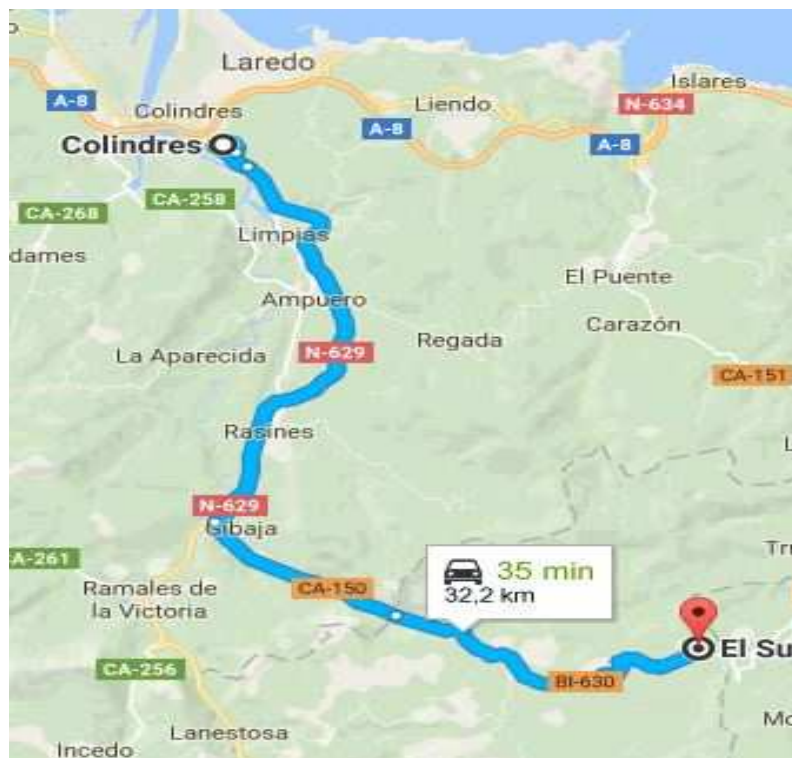 Laredo
Islares
A-8
Colindres
Liendo
N-634
A-8
A-8
Colindres
CA-258
CA-268
Limpias
dames
El Puente
Ampuero
Carazón
La Aparecida
N-629
Regada
CA-151
Rasines
N-629
Gibaja
A-261
35 min
32,2 km
CA-150
Ramales de
la Victoria
El Su
CA-256
BI-630
Lanestosa
Incedo